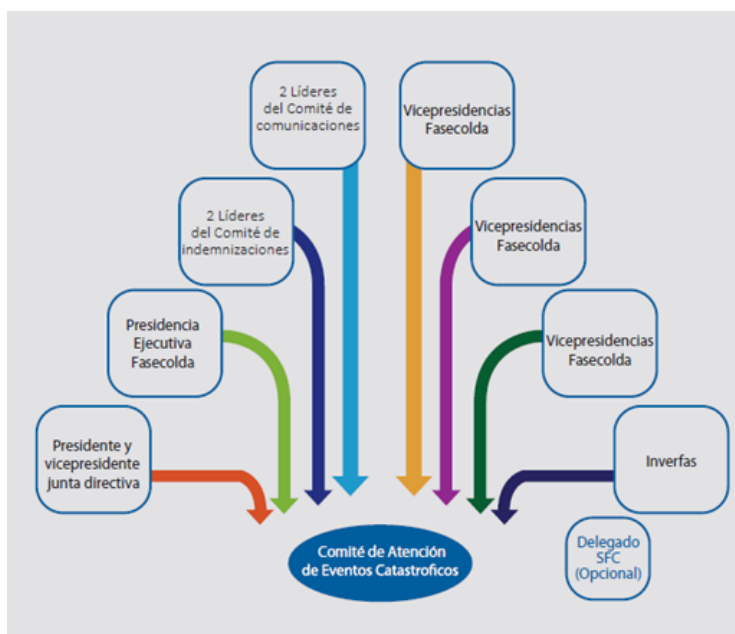 2 Líderes
del Comité de
comunicaciones
Vicepresidencias
Fasecolda
2 Líderes
del Comité de
indemnizaciones
Vicepresidencias
Fasecolda
Presidencia
Ejecutiva
Fasecolda
Vicepresidencias
Fasecolda
Presidente y
vicepresidente
junta directiva
Inverfas
Comité de Atención
de Eventos Catastroficos
Delegado
SFC
(Opcional)